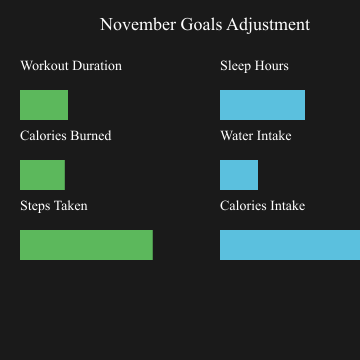 November Goals Adjustment
Workout Duration
Sleep Hours
Calories Burned
Water Intake
Steps Taken
Calories Intake